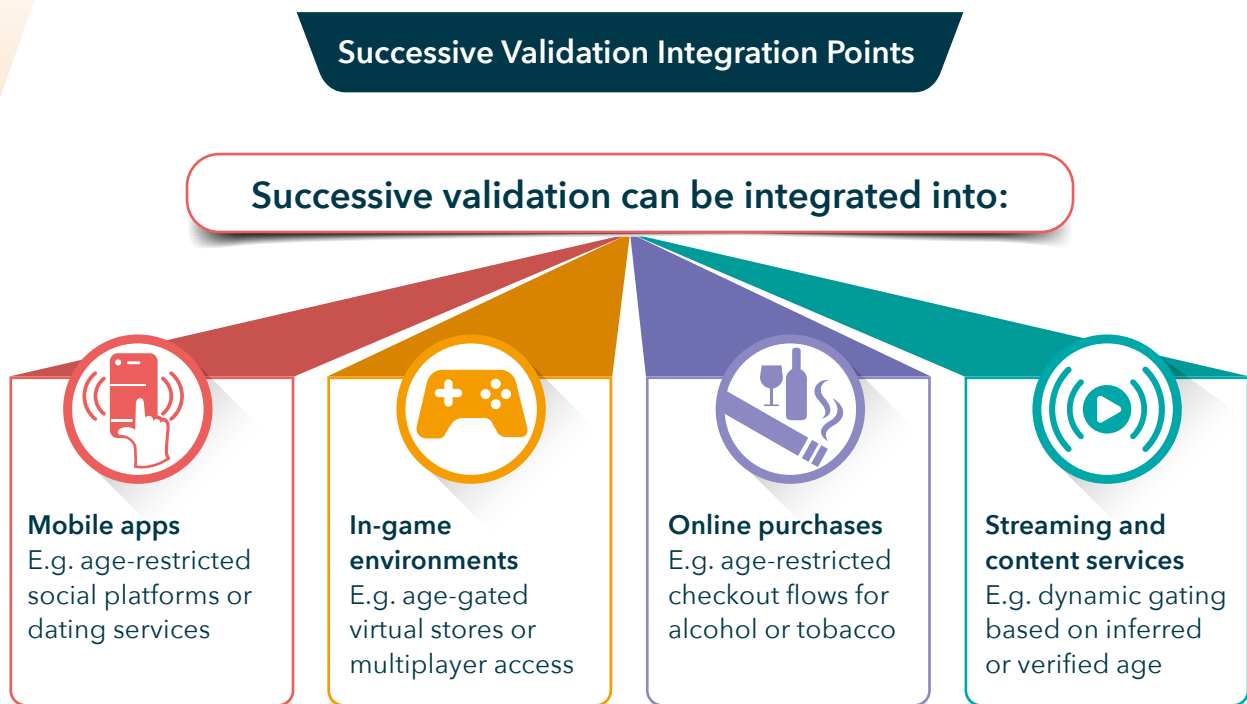 Successive Validation Integration Points
Successive validation can be integrated into:
Mobile apps
E.g. age-restricted
social platforms or
dating services
In-game
environments
E.g. age-gated
virtual stores or
multiplayer access
Online purchases
E.g. age-restricted
checkout flows for
alcohol or tobacco
Streaming and
content services
E.g. dynamic gating
based on inferred
or verified age